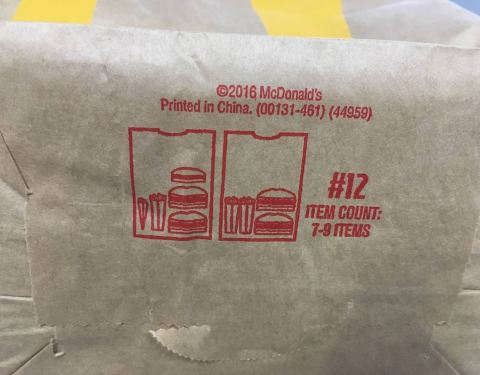 ©2016 McDonald's
Printed in China. (00131-461) (44959)
#12
ITEM COUNT:
7-9 ITEMS